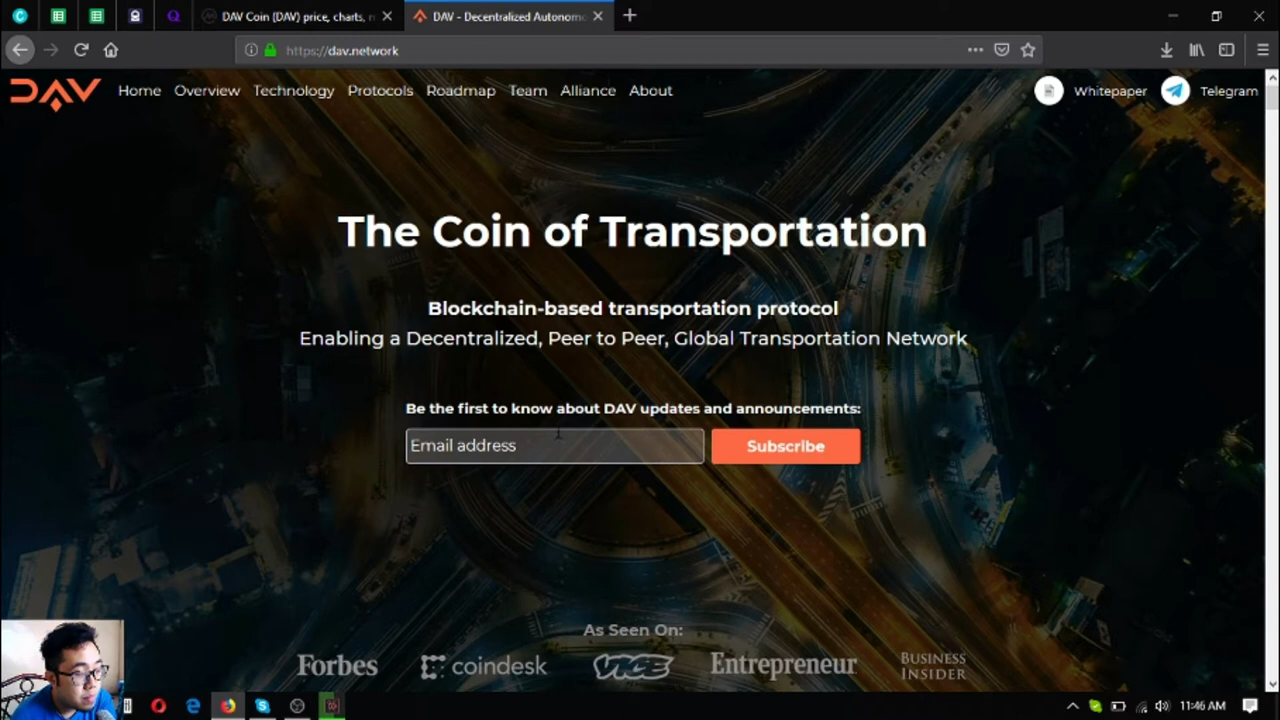 DAV Coin (DAV) price, charts, n
DAV - Decentralized Autonomo
https://dav.network
DAV
Home
Overview
Technology
Protocols
Roadmap
Team
Alliance
About
Whitepaper
Telegram
The Coin of Transportation
Blockchain-based transportation protocol
Enabling a Decentralized, Peer to Peer, Global Transportation Network
Be the first to know about DAV updates and announcements:
Email address
Subscribe
As Seen On:
Forbes
coindesk
VICE
Entrepreneur
BUSINESS
INSIDER
11:46 AM